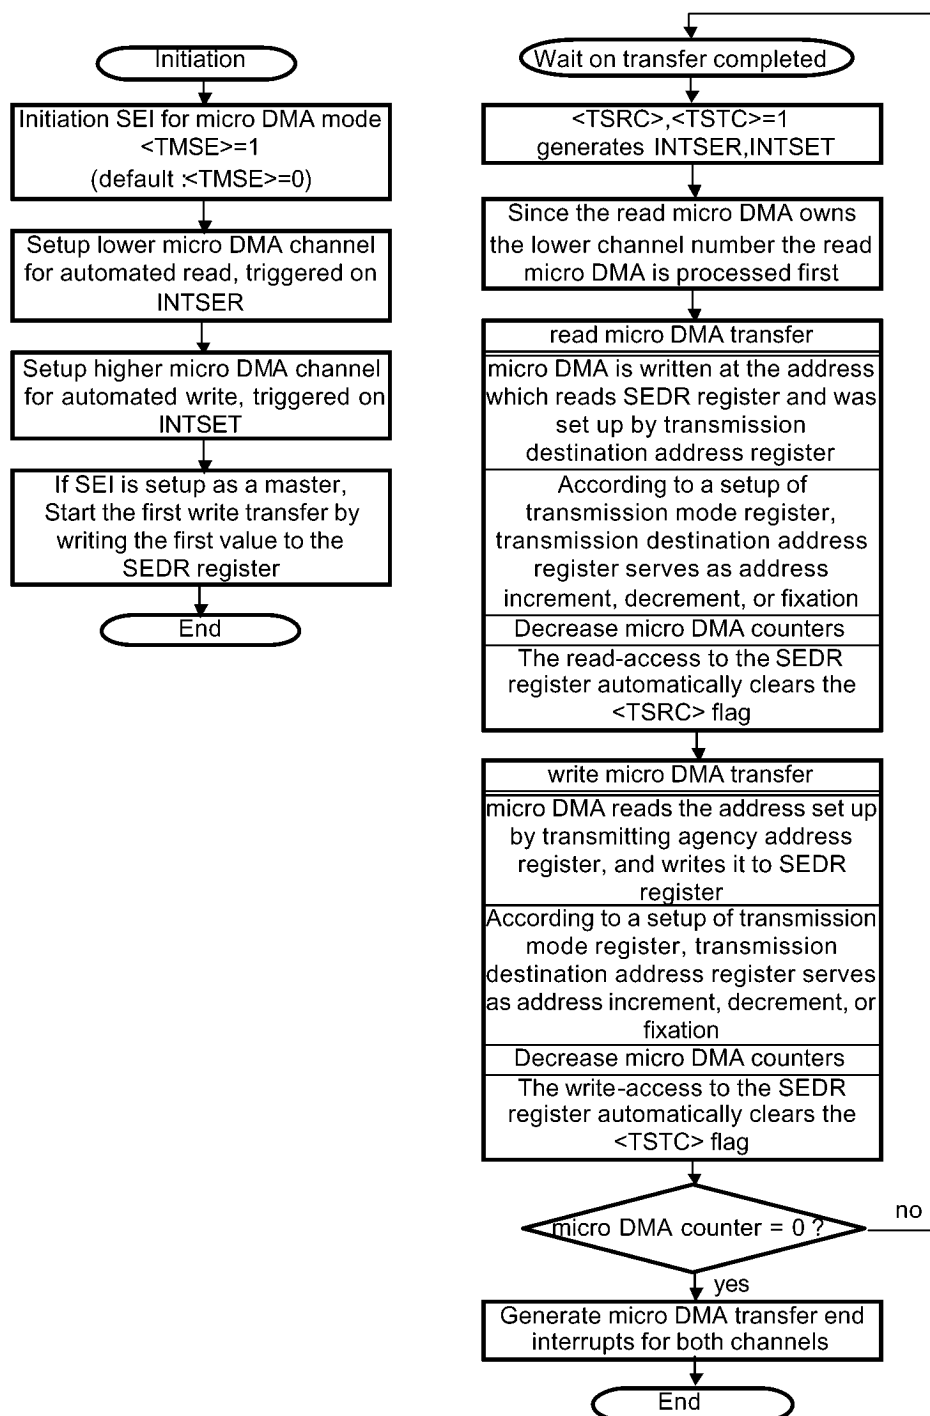 Initiation
Initiation SEI for micro DMA mode
<TMSE>=1
(default :<TMSE>=0)
Setup lower micro DMA channel
for automated read, triggered on
INTSER
Setup higher micro DMA channel
for automated write, triggered on
INTSET
If SEI is setup as a master,
Start the first write transfer by
writing the first value to the
SEDR register
End
Wait on transfer completed
<TSRC>,<TSTC>=1
generates INTSER,INTSET
Since the read micro DMA owns
the lower channel number the read
micro DMA is processed first
read micro DMA transfer
micro DMA is written at the address
which reads SEDR register and was
set up by transmission
destination address register
According to a setup of
transmission mode register,
transmission destination address
register serves as address
increment, decrement, or fixation
Decrease micro DMA counters
The read-access to the SEDR
register automatically clears the
<TSRC> flag
write micro DMA transfer
micro DMA reads the address set up
by transmitting agency address
register, and writes it to SEDR
register
According to a setup of transmission
mode register, transmission
destination address register serves
as address increment, decrement, or
fixation
Decrease micro DMA counters
The write-access to the SEDR
register automatically clears the
<TSTC> flag
micro DMA counter = 0 ?
no
yes
Generate micro DMA transfer end
interrupts for both channels
End